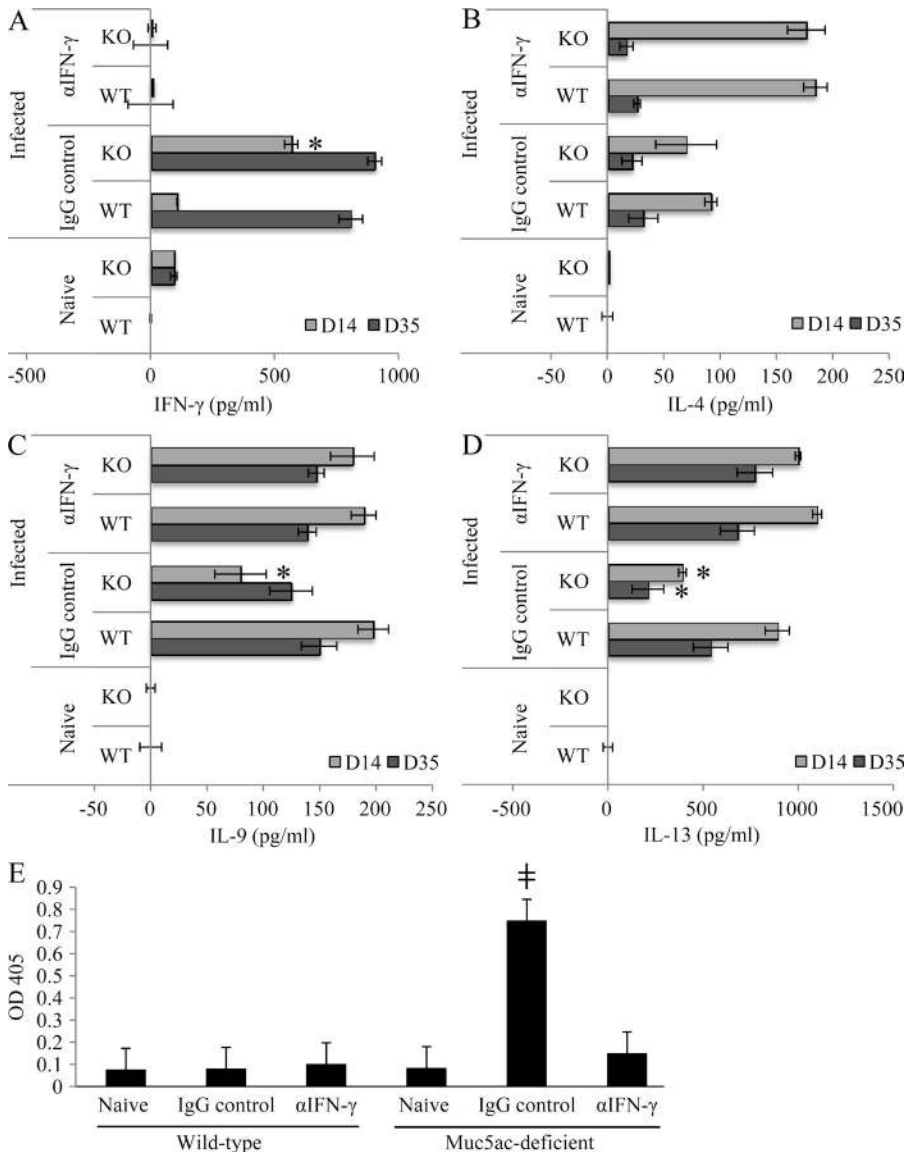 A
Infected
αIFN-γ
KO
WT
IgG control
KO
*
WT
Naive
KO
WT
D14 D35
-500 0 500 1000
IFN-γ (pg/ml)
B
Infected
αIFN-γ
KO
WT
IgG control
KO
WT
Naive
KO
WT
D14 D35
-50 0 50 100 150 200 250
IL-4 (pg/ml)
C
Infected
αIFN-γ
KO
WT
IgG control
KO
*
WT
Naive
KO
WT
D14 D35
-50 0 50 100 150 200 250
IL-9 (pg/ml)
D
Infected
αIFN-γ
KO
WT
IgG control
KO
*
*
WT
Naive
KO
WT
D14 D35
-1000 -500 0 500 1000 1500
IL-13 (pg/ml)
E
OD 405
0.9
0.8
0.7
0.6
0.5
0.4
0.3
0.2
0.1
0
ǂ
Naive IgG control αIFN-γ Naive IgG control αIFN-γ
Wild-type Muc5ac-deficient